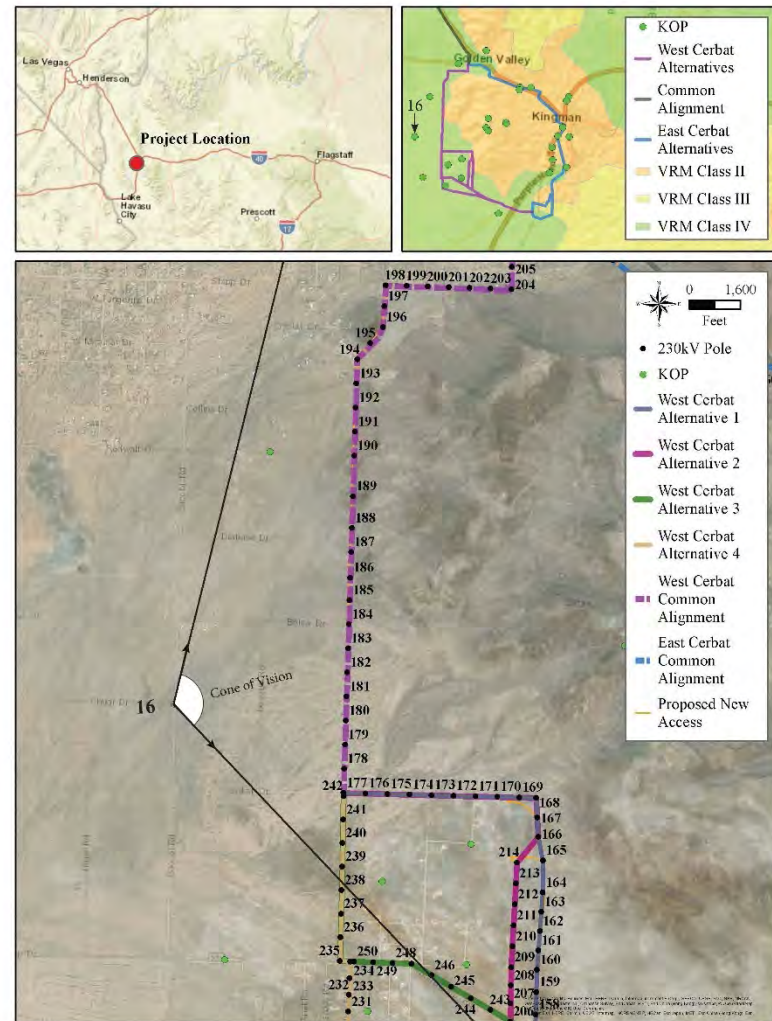 Las Vegas
Henderson
Project Location
40
Flagstaff
Lake
Havasu
City
Prescott
17
Golden Valley
16
Kingman
KOP
West Cerbat
Alternatives
Common
Alignment
East Cerbat
Alternatives
VRM Class II
VRM Class III
VRM Class IV
205
198 199 200 201 202 203
204
197
196
195
194
193
192
191
190
189
188
187
186
185
184
183
182
181
180
179
178
Cone of Vision
16
242 177 176 175 174 173 172 171 170 169
168
167
166
165
241
240
239
238
237
236
235
250
234 249 248
232 233
231
246
245
244
243
214
213
212
211
210
209
208
207
206
164
163
162
161
160
159
158
0 1,600
Feet
230kV Pole
KOP
West Cerbat
Alternative 1
West Cerbat
Alternative 2
West Cerbat
Alternative 3
West Cerbat
Alternative 4
West Cerbat
Common
Alignment
East Cerbat
Common
Alignment
Proposed New
Access